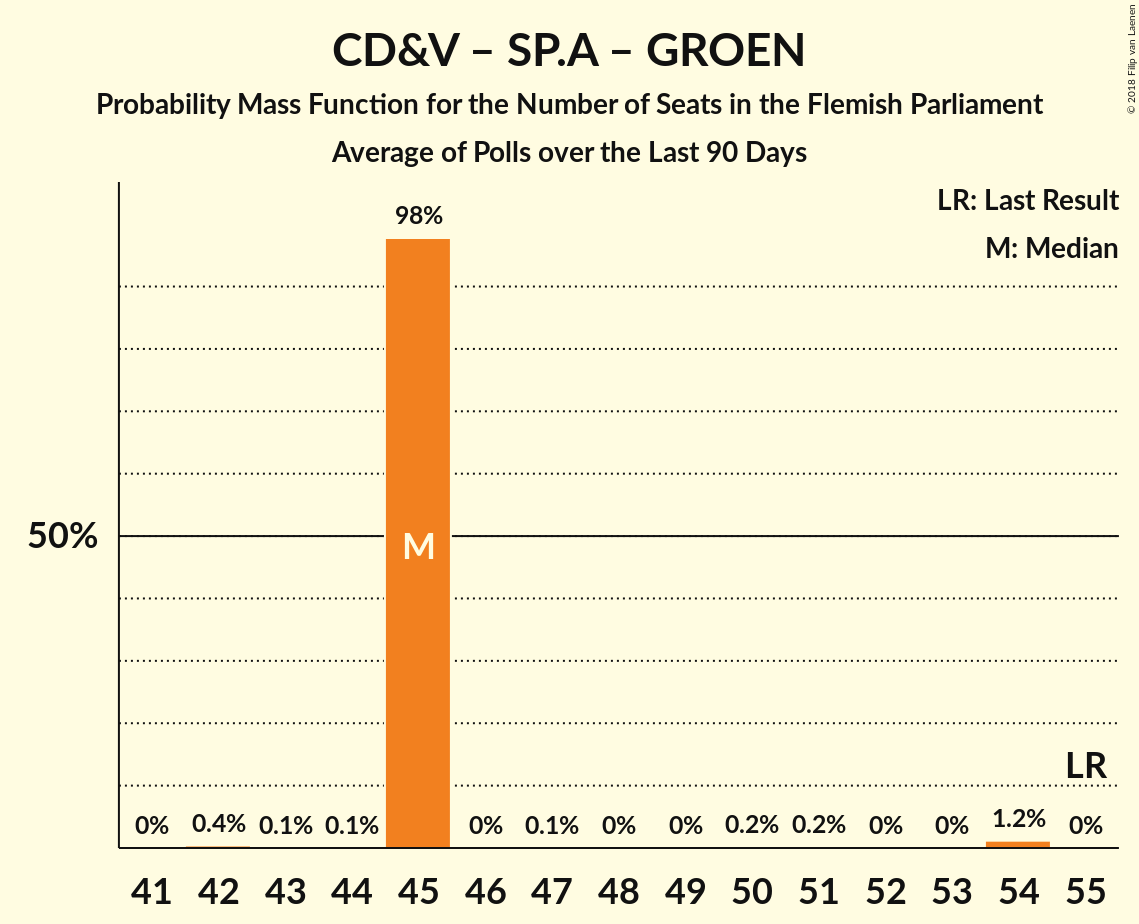 CD&V – SP.A – GROEN
Probability Mass Function for the Number of Seats in the Flemish Parliament
Average of Polls over the Last 90 Days
© 2018 Filip van Laenen
LR: Last Result
M: Median
98%
50%
M
LR
0% 0.4% 0.1% 0.1% 0% 0.1% 0% 0% 0.2% 0.2% 0% 0% 1.2% 0%
41 42 43 44 45 46 47 48 49 50 51 52 53 54 55